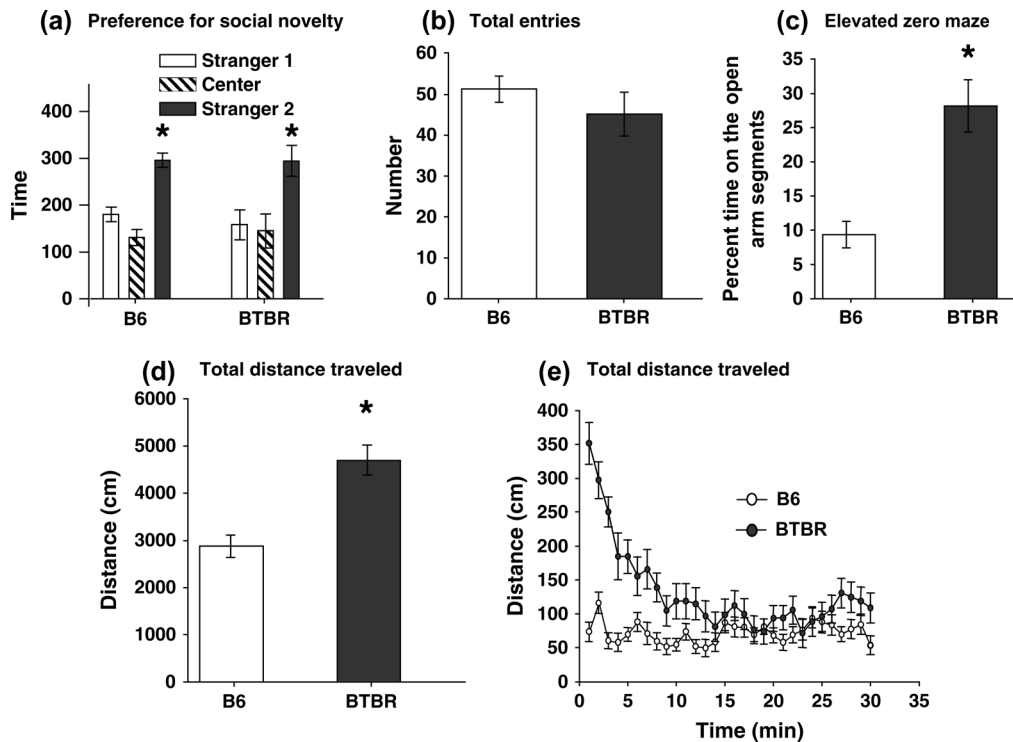 (a) Preference for social novelty
Stranger 1
Center
Stranger 2
Time
400
300
200
100
0
*
*
B6
BTBR
(b) Total entries
Number
60
50
40
30
20
10
0
B6
BTBR
(c) Elevated zero maze
Percent time on the open
arm segments
35
30
25
20
15
10
5
0
*
B6
BTBR
(d) Total distance traveled
Distance (cm)
6000
5000
4000
3000
2000
1000
0
*
B6
BTBR
(e) Total distance traveled
Distance (cm)
400
350
300
250
200
150
100
50
0
B6
BTBR
0 5 10 15 20 25 30 35
Time (min)